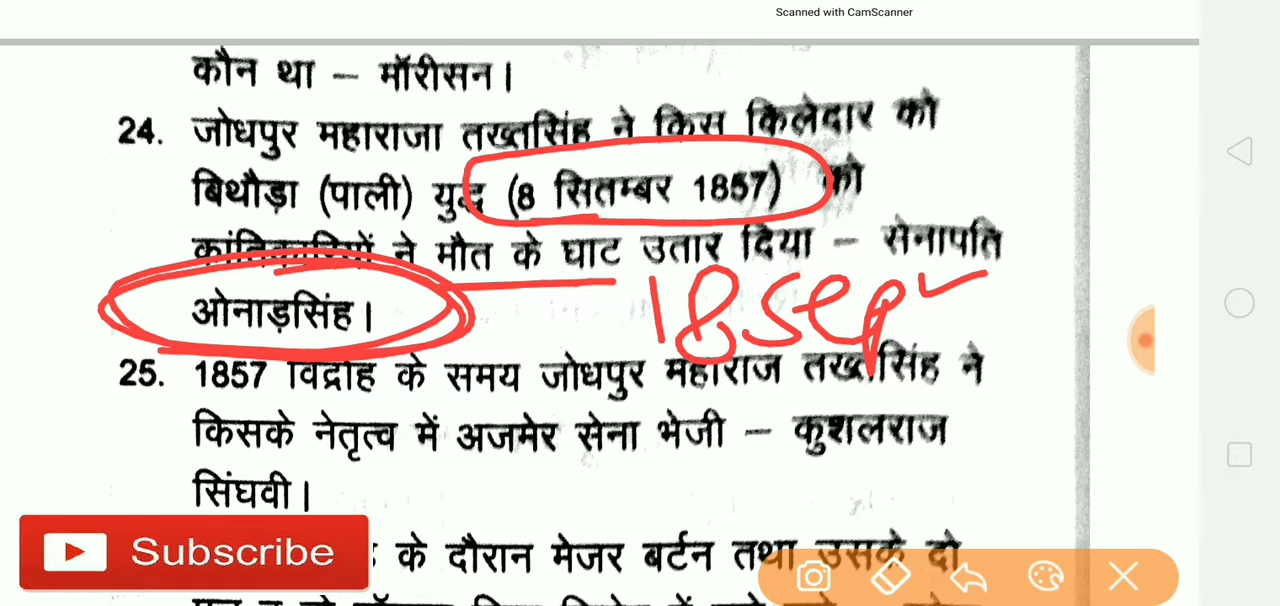 Scanned with CamScanner
कौन था – मॉरीसन।
24. जोधपुर महाराजा तख्तसिंह ने किस किलेदार को
बिथौड़ा (पाली) युद्ध (8 सितम्बर 1857) को
क्रांतिकारियों ने मौत के घाट उतार दिया – सेनापति
ओनाड़सिंह।
18 sep
25. 1857 विद्रोह के समय जोधपुर महाराज तख्तसिंह ने
किसके नेतृत्व में अजमेर सेना भेजी – कुशलराज
सिंघवी।
Subscribe
के दौरान मेजर बर्टन तथा उसके दो